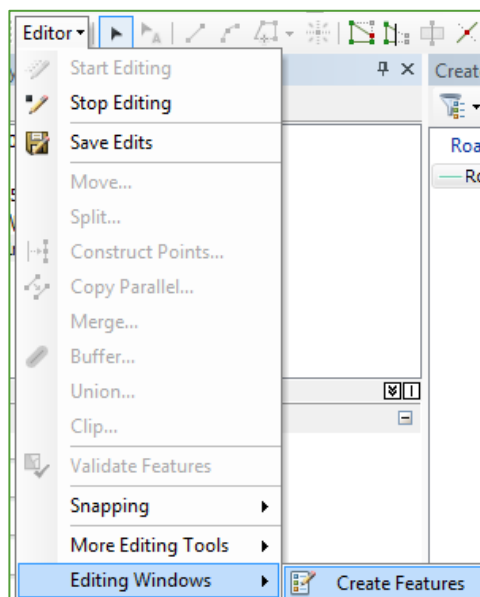 Editor
Start Editing
Creat
Stop Editing
Save Edits
Roa
Move...
Ro
Split...
Construct Points...
Copy Parallel...
Merge...
Buffer...
Union...
Clip...
Validate Features
Snapping
More Editing Tools
Editing Windows
Create Features